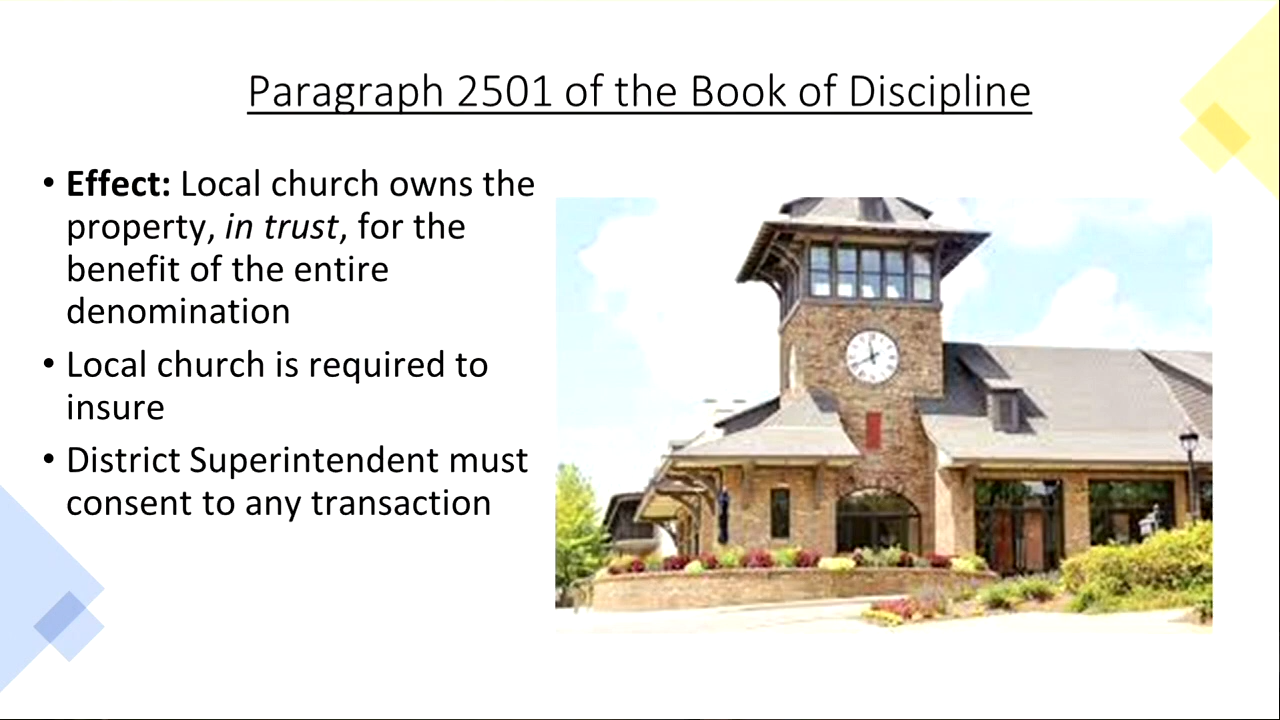 Paragraph 2501 of the Book of Discipline
• Effect: Local church owns the
property, in trust, for the
benefit of the entire
denomination
• Local church is required to
insure
• District Superintendent must
consent to any transaction